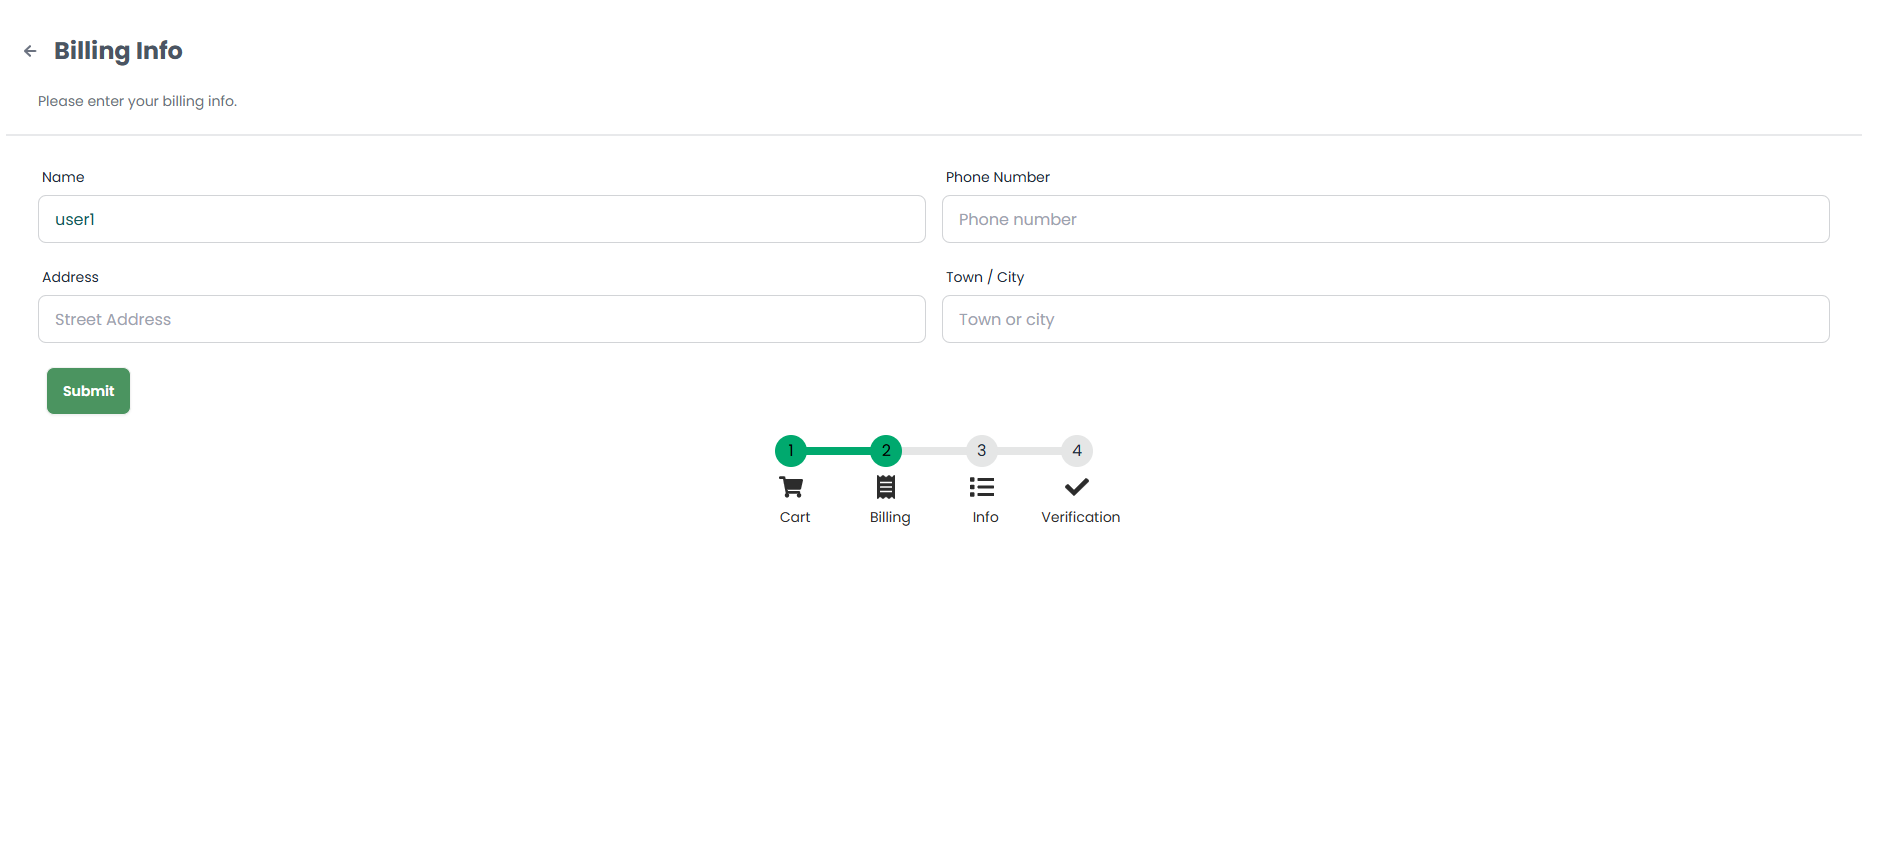 Billing Info
Please enter your billing info.
Name
Phone Number
user1
Phone number
Address
Town / City
Street Address
Town or city
Submit
1 2 3 4
Cart Billing Info Verification